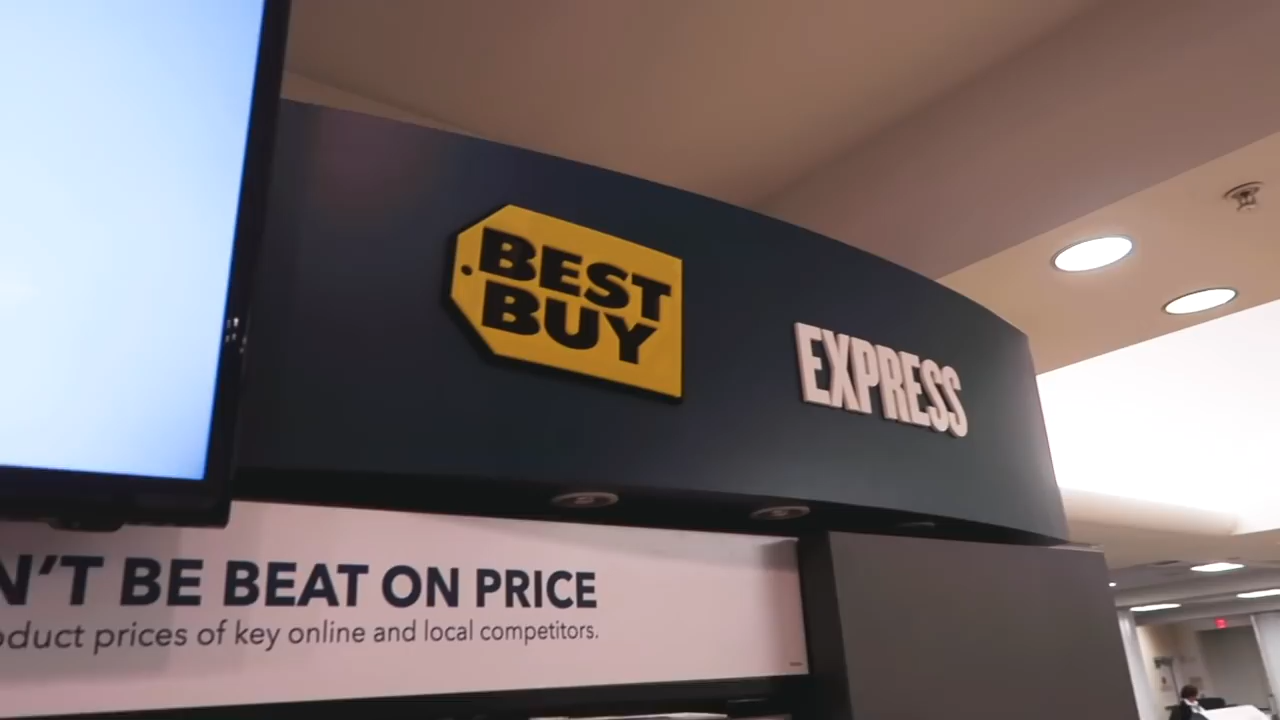 BEST
BUY
EXPRESS
N'T BE BEAT ON PRICE
oduct prices of key online and local competitors.